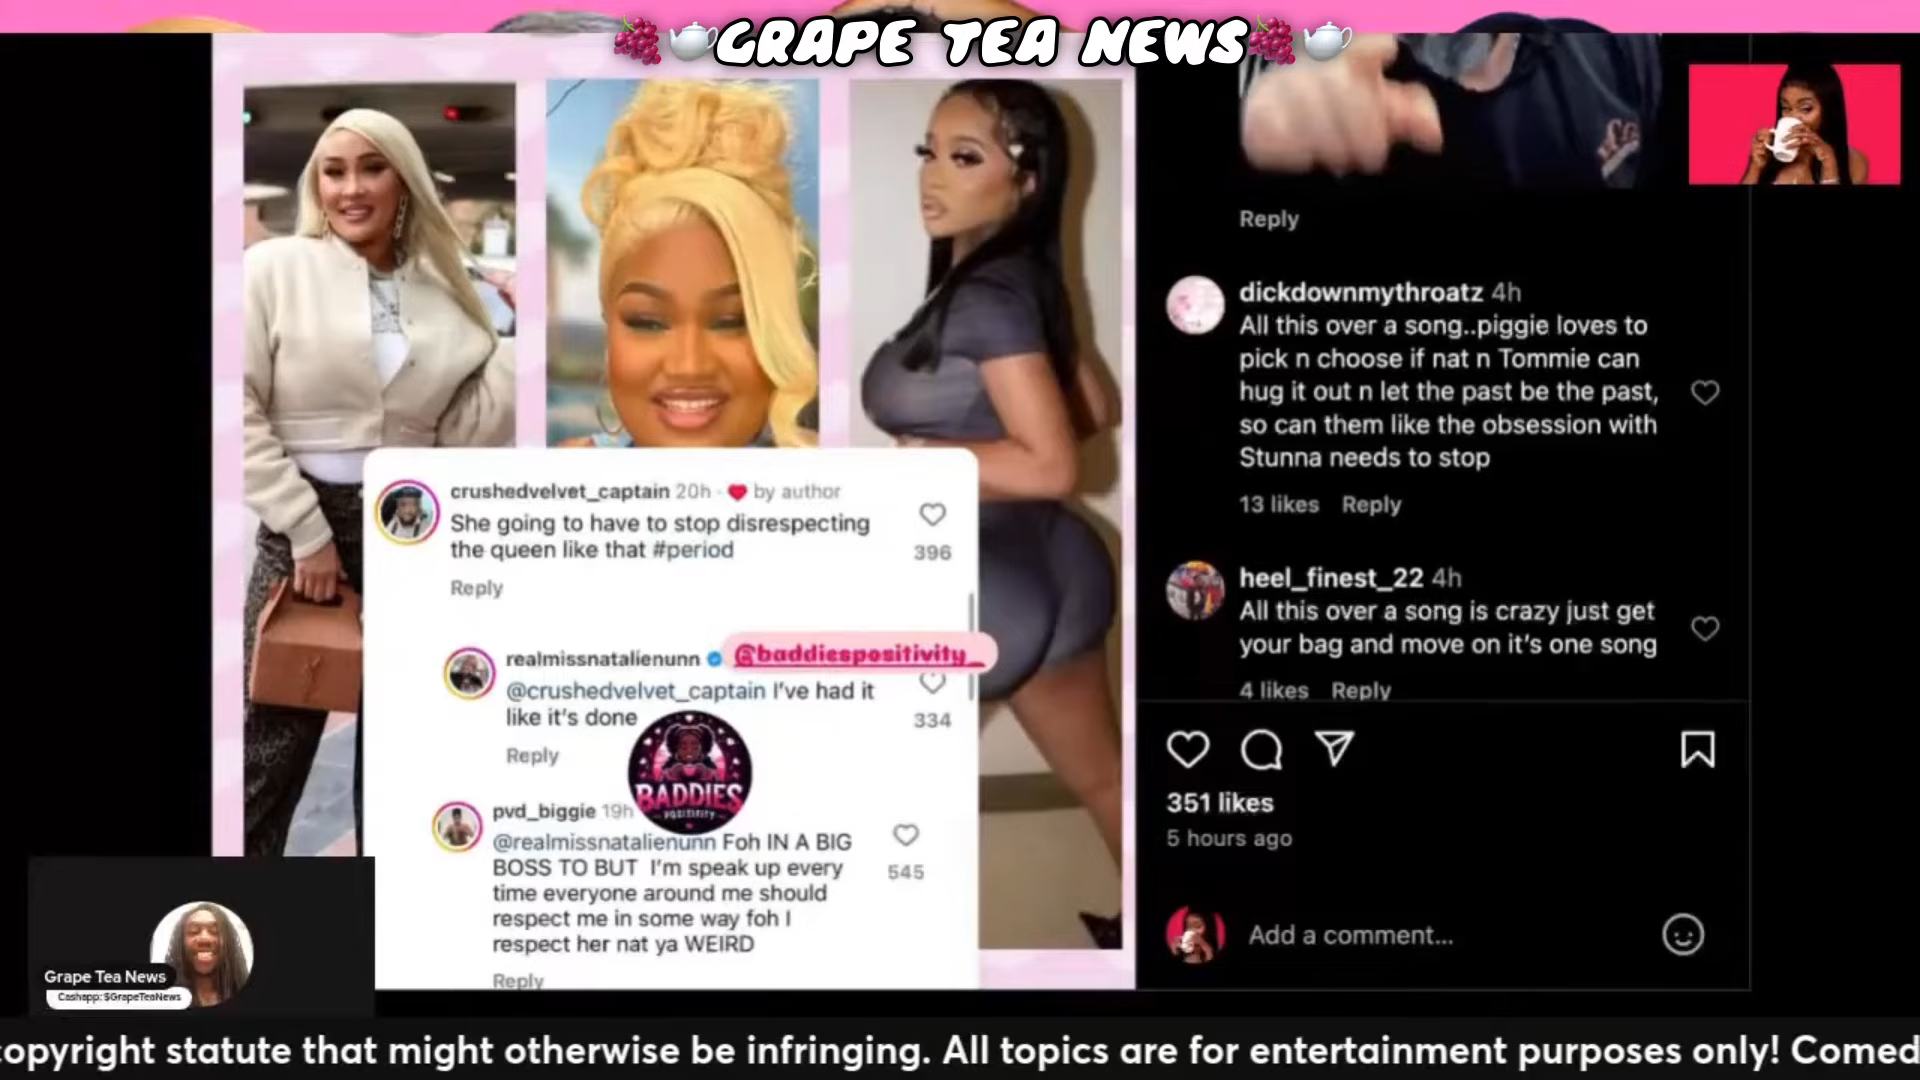 GRAPE TEA NEWS
crushedvelvet_captain 20h · ❤ by author
She going to have to stop disrespecting
the queen like that #period
396
Reply
realmissnatalienunn
@baddiespositivity_
@crushedvelvet_captain I've had it
like it's done
334
Reply
BADDIES
POSITIVITY
pvd_biggie 19h
@realmissnatalienunn Foh IN A BIG
BOSS TO BUT I'm speak up every
time everyone around me should
respect me in some way foh I
respect her nat ya WEIRD
545
Reply
Reply
dickdownmythroatz 4h
All this over a song..piggie loves to
pick n choose if nat n Tommie can
hug it out n let the past be the past,
so can them like the obsession with
Stunna needs to stop
13 likes Reply
heel_finest_22 4h
All this over a song is crazy just get
your bag and move on it's one song
4 likes Reply
351 likes
5 hours ago
Add a comment...
Grape Tea News
Cashapp: $GrapeTeaNews
copyright statute that might otherwise be infringing. All topics are for entertainment purposes only! Comed